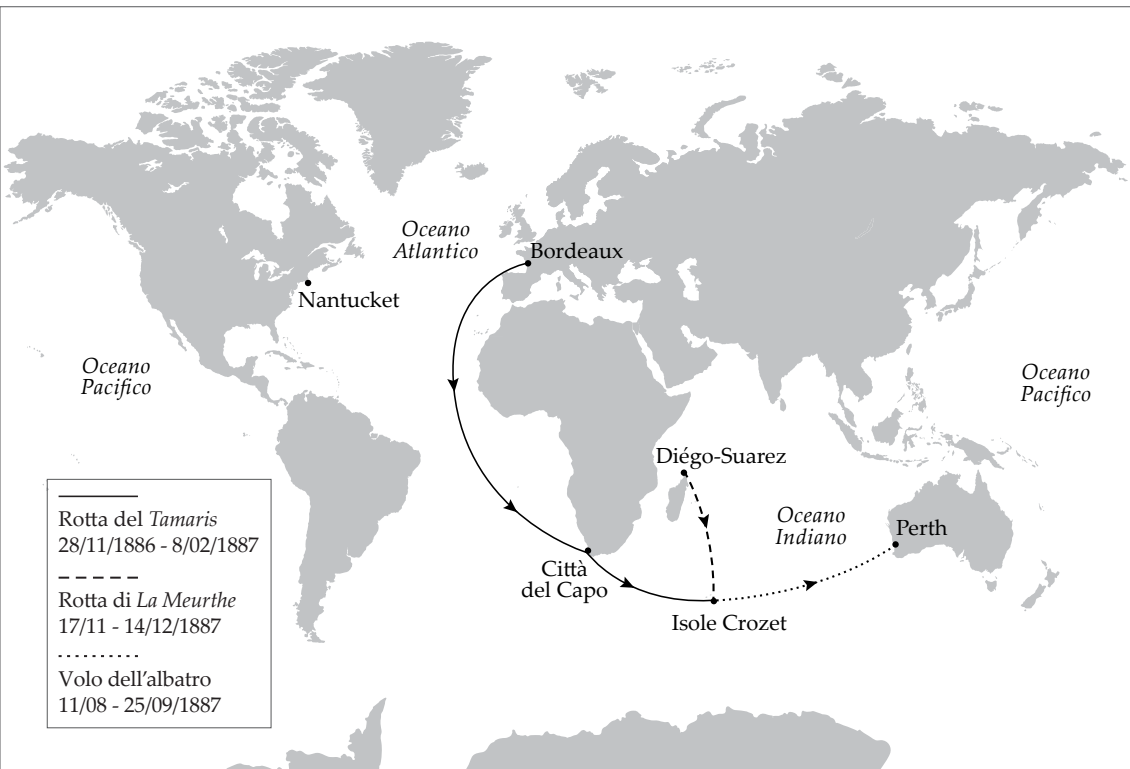 Oceano
Atlantico
Bordeaux
Nantucket
Oceano
Pacifico
Oceano
Pacifico
Diégo-Suarez
Oceano
Indiano
Perth
Città
del Capo
Isole Crozet
Rotta del Tamaris
28/11/1886 - 8/02/1887
Rotta di La Meurthe
17/11 - 14/12/1887
Volo dell'albatro
11/08 - 25/09/1887